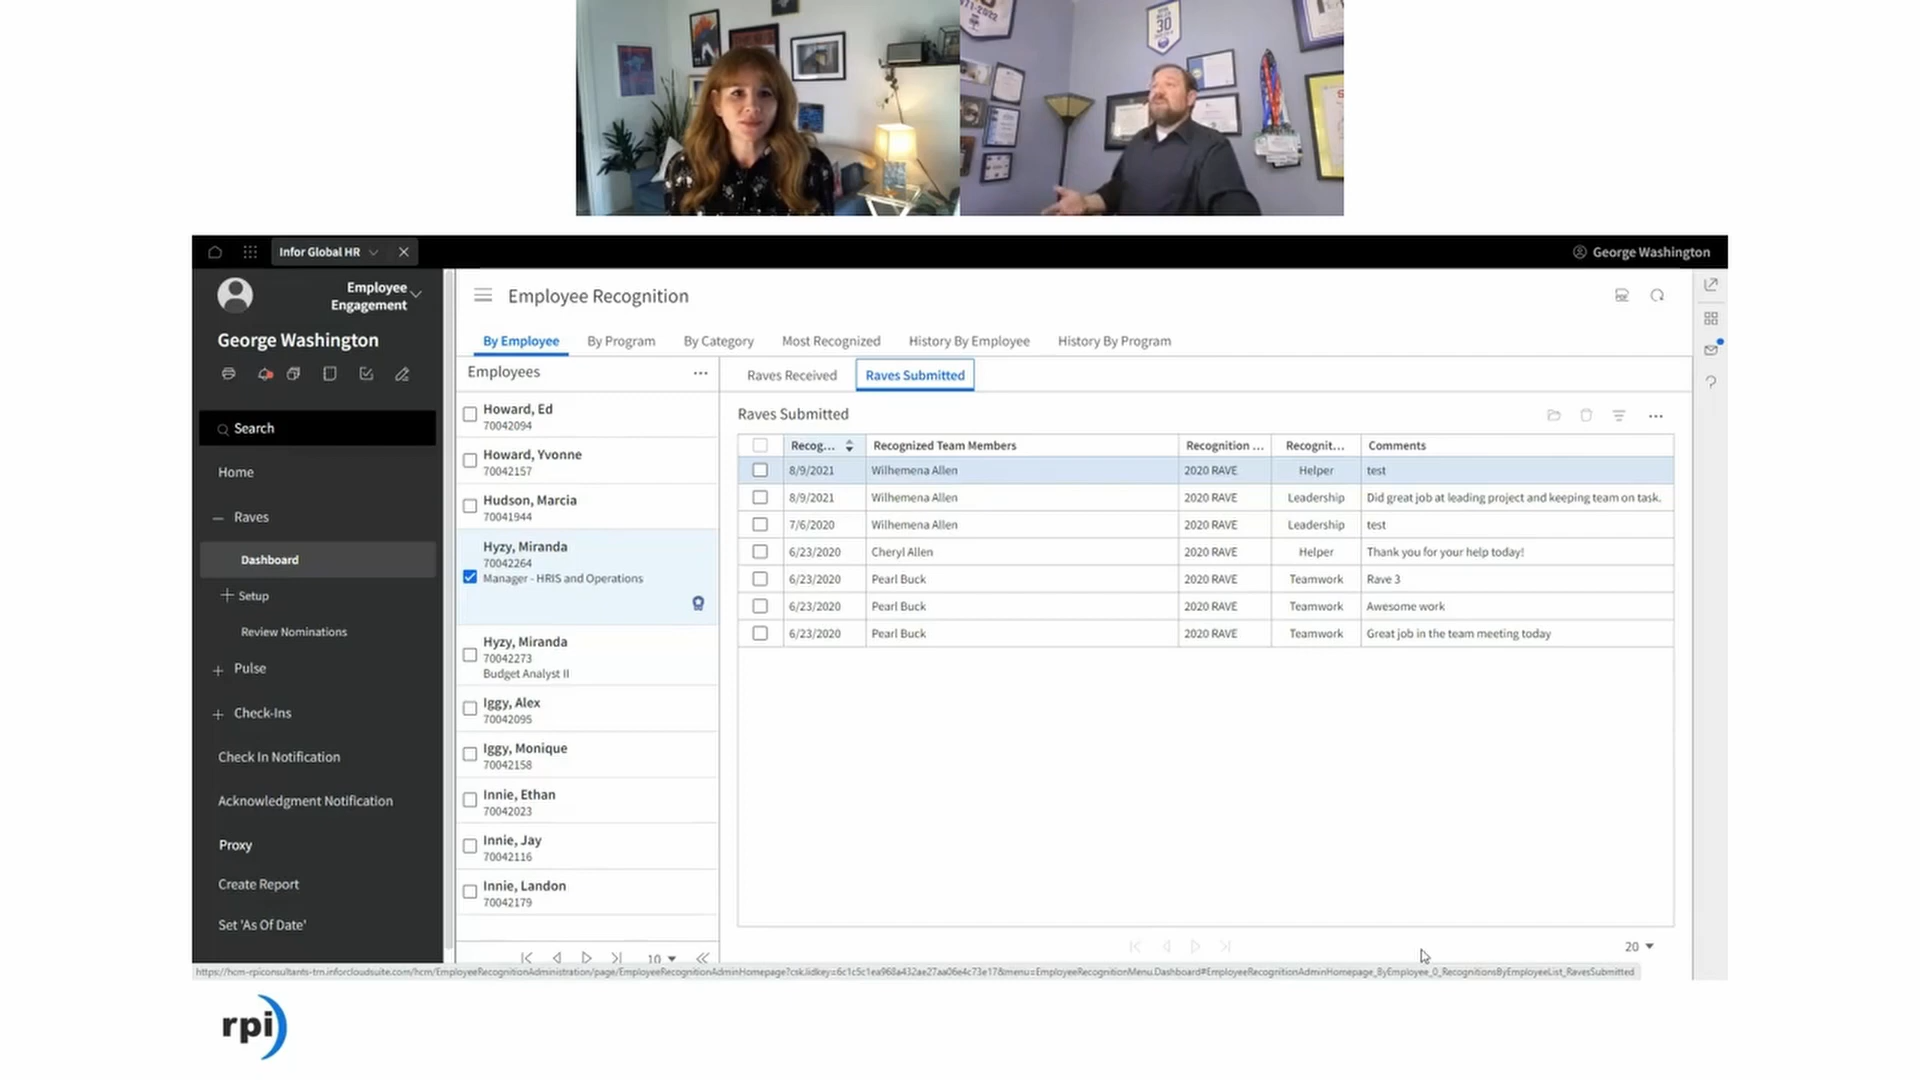 30
Infor Global HR
George Washington
Employee
Engagement
George Washington
Search
Home
Raves
Dashboard
Setup
Review Nominations
Pulse
Check-Ins
Check In Notification
Acknowledgment Notification
Proxy
Create Report
Set 'As Of Date'
Employee Recognition
By Employee By Program By Category Most Recognized History By Employee History By Program
Employees ...
Howard, Ed
70042094
Howard, Yvonne
70042157
Hudson, Marcia
70041944
Hyzy, Miranda
70042264
Manager - HRIS and Operations
Hyzy, Miranda
70042273
Budget Analyst II
Iggy, Alex
70042095
Iggy, Monique
70042158
Innie, Ethan
70042023
Innie, Jay
70042116
Innie, Landon
70042179
10
Raves Received Raves Submitted
Raves Submitted
Recog... Recognized Team Members Recognition ... Recognit... Comments
8/9/2021 Wilhemena Allen 2020 RAVE Helper test
8/9/2021 Wilhemena Allen 2020 RAVE Leadership Did great job at leading project and keeping team on task.
7/6/2020 Wilhemena Allen 2020 RAVE Leadership test
6/23/2020 Cheryl Allen 2020 RAVE Helper Thank you for your help today!
6/23/2020 Pearl Buck 2020 RAVE Teamwork Rave 3
6/23/2020 Pearl Buck 2020 RAVE Teamwork Awesome work
6/23/2020 Pearl Buck 2020 RAVE Teamwork Great job in the team meeting today
20
rpi